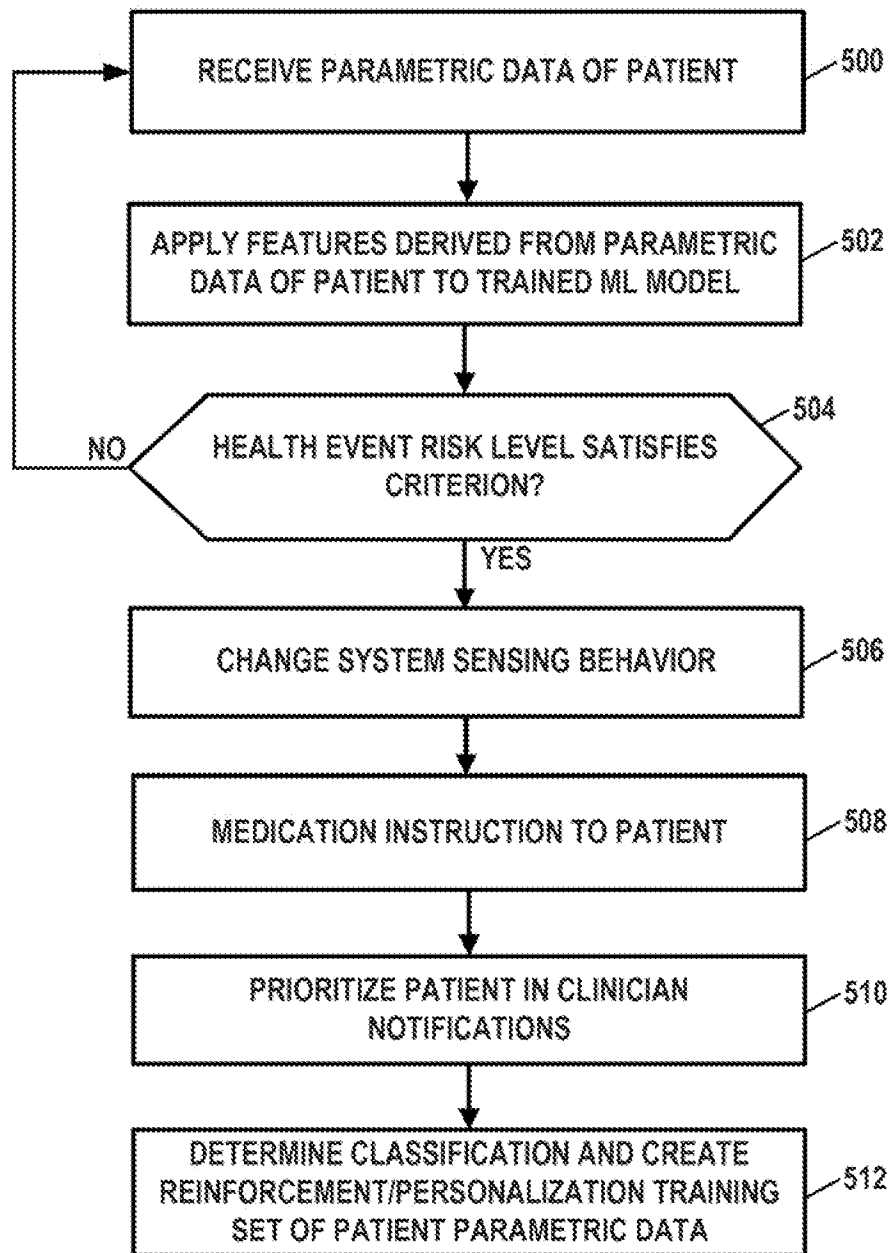 RECEIVE PARAMETRIC DATA OF PATIENT
500
APPLY FEATURES DERIVED FROM PARAMETRIC
DATA OF PATIENT TO TRAINED ML MODEL
502
504
NO
HEALTH EVENT RISK LEVEL SATISFIES
CRITERION?
YES
CHANGE SYSTEM SENSING BEHAVIOR
506
MEDICATION INSTRUCTION TO PATIENT
508
PRIORITIZE PATIENT IN CLINICIAN
NOTIFICATIONS
510
DETERMINE CLASSIFICATION AND CREATE
REINFORCEMENT/PERSONALIZATION TRAINING
SET OF PATIENT PARAMETRIC DATA
512